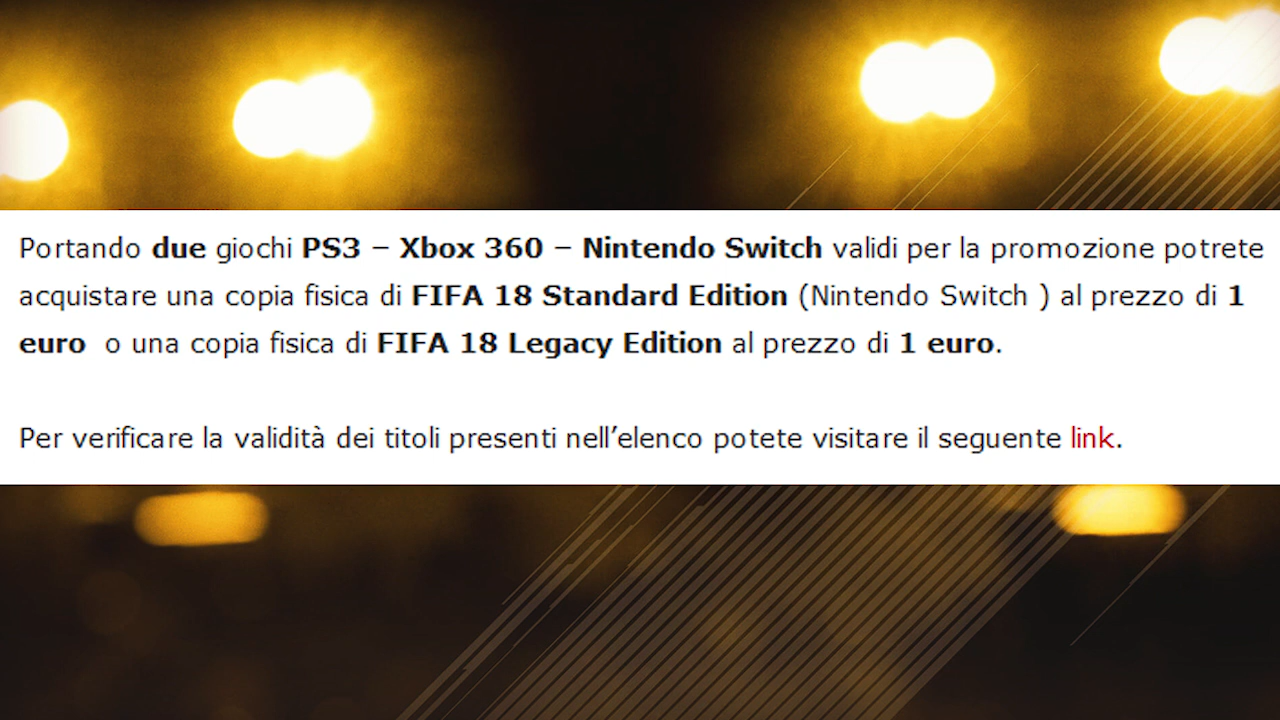 Portando due giochi PS3 – Xbox 360 – Nintendo Switch validi per la promozione potrete
acquistare una copia fisica di FIFA 18 Standard Edition (Nintendo Switch ) al prezzo di 1
euro  o una copia fisica di FIFA 18 Legacy Edition al prezzo di 1 euro.
Per verificare la validità dei titoli presenti nell’elenco potete visitare il seguente link.